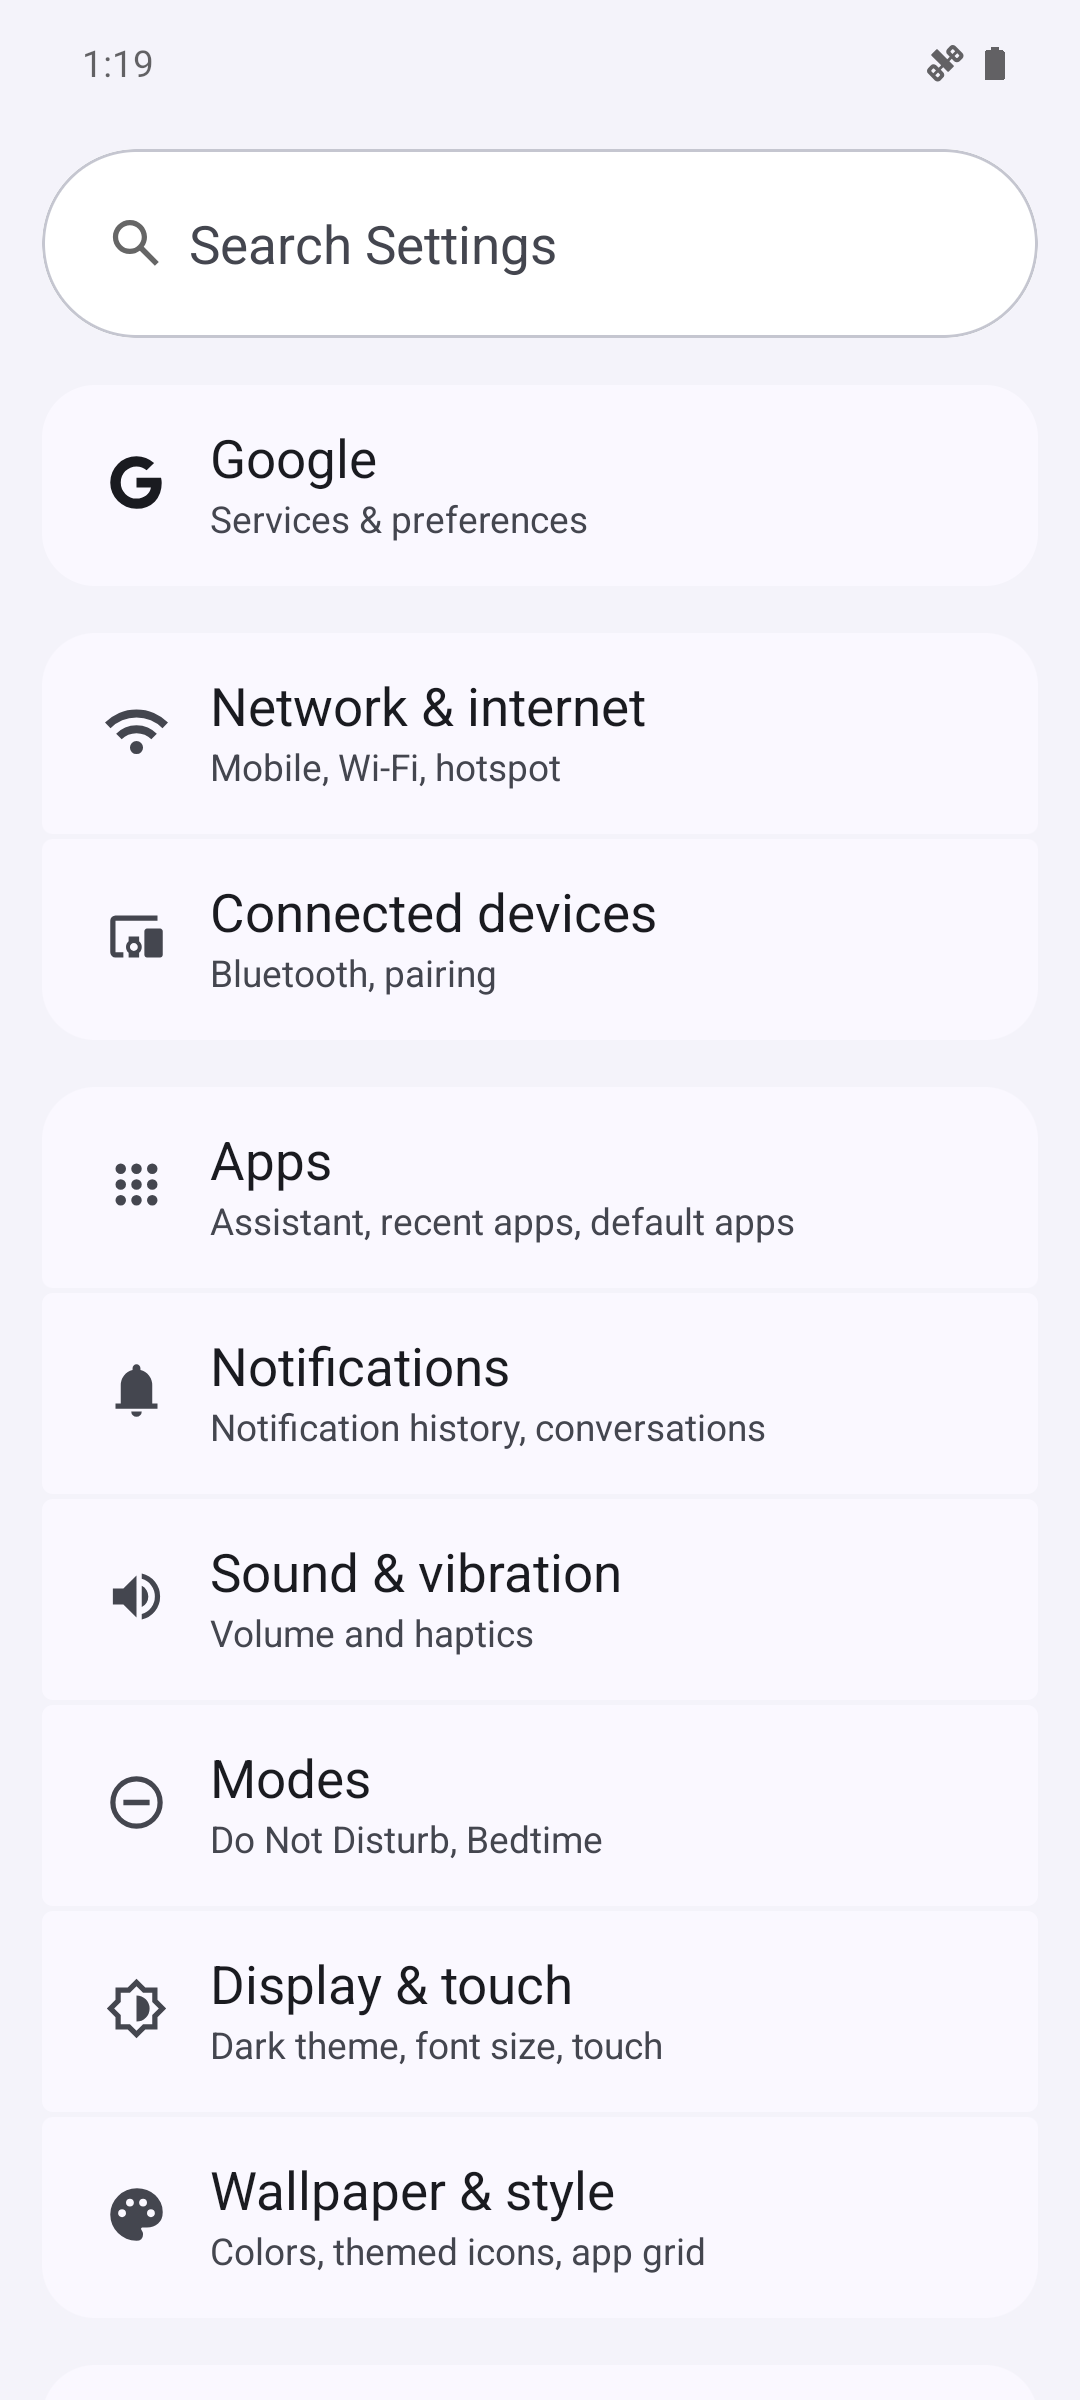 1:19
Search Settings
Google
Services & preferences
Network & internet
Mobile, Wi-Fi, hotspot
Connected devices
Bluetooth, pairing
Apps
Assistant, recent apps, default apps
Notifications
Notification history, conversations
Sound & vibration
Volume and haptics
Modes
Do Not Disturb, Bedtime
Display & touch
Dark theme, font size, touch
Wallpaper & style
Colors, themed icons, app grid